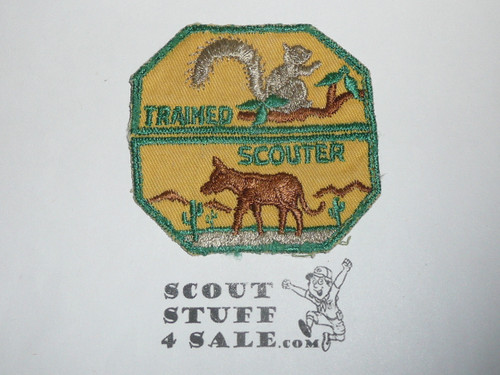 TRAINED
SCOUTER
SCOUT
STUFF
4 SALE.com